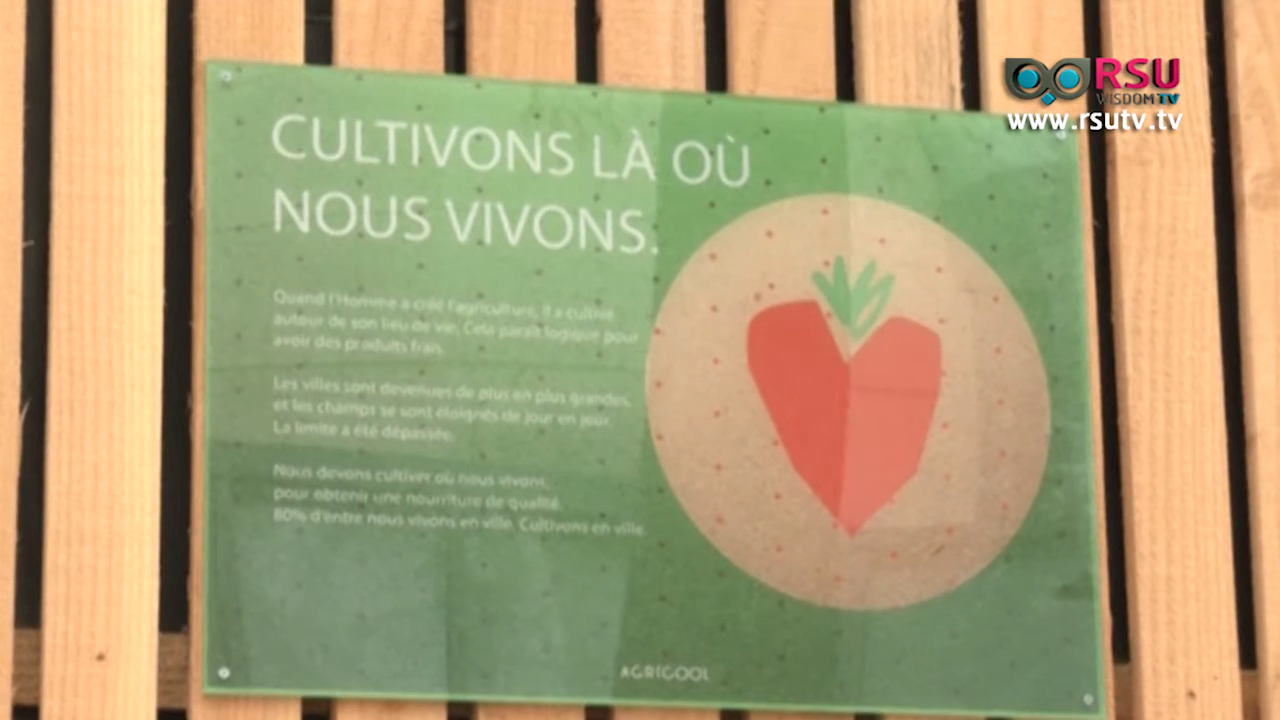 RSU
WISDOM TV
www.rsutv.tv
CULTIVONS LÀ OÙ
NOUS VIVONS.
Quand l'Homme a créé l'agriculture, il a cultivé
autour de son lieu de vie. Cela paraît logique pour
avoir des produits frais.
Les villes sont devenues de plus en plus grandes,
et les champs se sont éloignés de jour en jour.
La limite a été dépassée.
Nous devons cultiver où nous vivons,
pour obtenir une nourriture de qualité.
80% d'entre nous vivons en ville. Cultivons en ville.
AGRICOOL